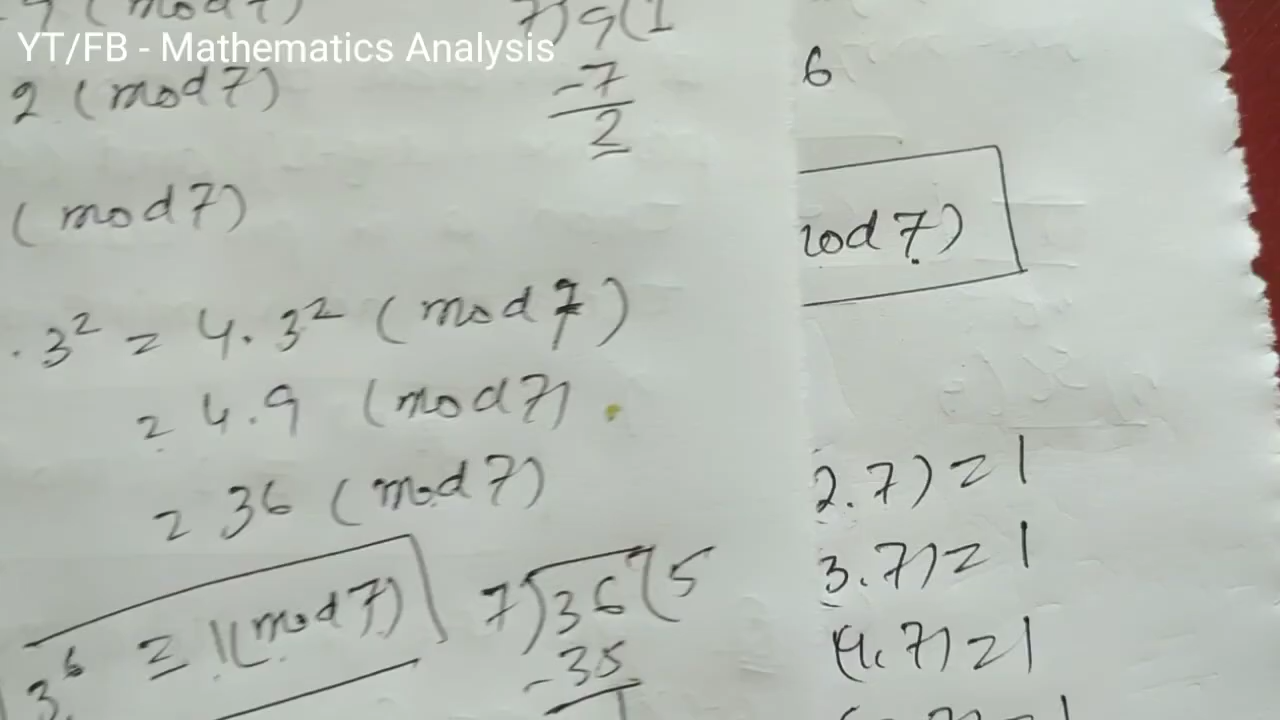 7)9(1
YT/FB - Mathematics Analysis
2 (mod 7)
-7
2
6
(mod 7)
mod 7)
. 3² = 4. 3² (mod 7)
= 4.9 (mod 7)
= 36 (mod 7)
3⁶ ≡ 1(mod 7)
7)36(5
-35
1
2.7) = 1
3.7) = 1
(4,7) = 1